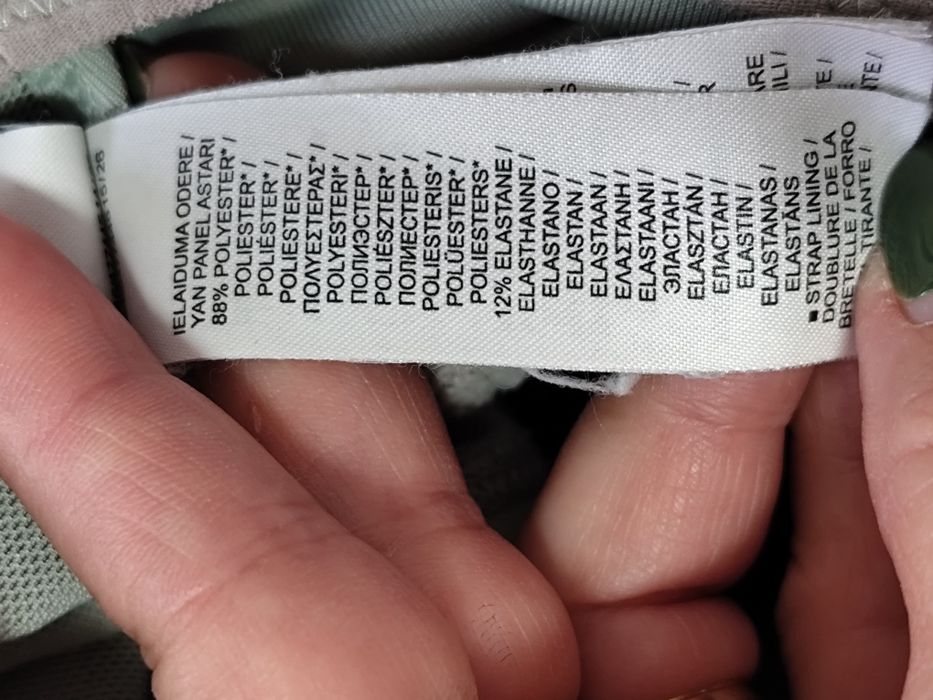 IELAIDUMA ODERE /
YAN PANEL ASTARI
88% POLYESTER* /
POLIESTER* /
POLIÉSTER* /
POLIESTERE* /
ΠΟΛΥΕΣΤΕΡΑΣ* /
POLYESTERI* /
ПОЛИЭСТЕР* /
POLIÉSZTER* /
ПОЛИЕСТЕР* /
POLIESTERIS* /
POLÜESTER* /
POLIESTERS*
12% ELASTANE /
ELASTHANNE /
ELASTANO /
ELASTAN /
ELASTAAN /
ΕΛΑΣΤΑΝΗ /
ELASTAANI /
ЭЛАСТАН /
ELASZTÁN /
ЕЛАСТАН /
ELASTIN /
ELASTANAS /
ELASTĀNS
■ STRAP LINING /
DOUBLURE DE LA
BRETELLE / FORRO
TIRANTE /